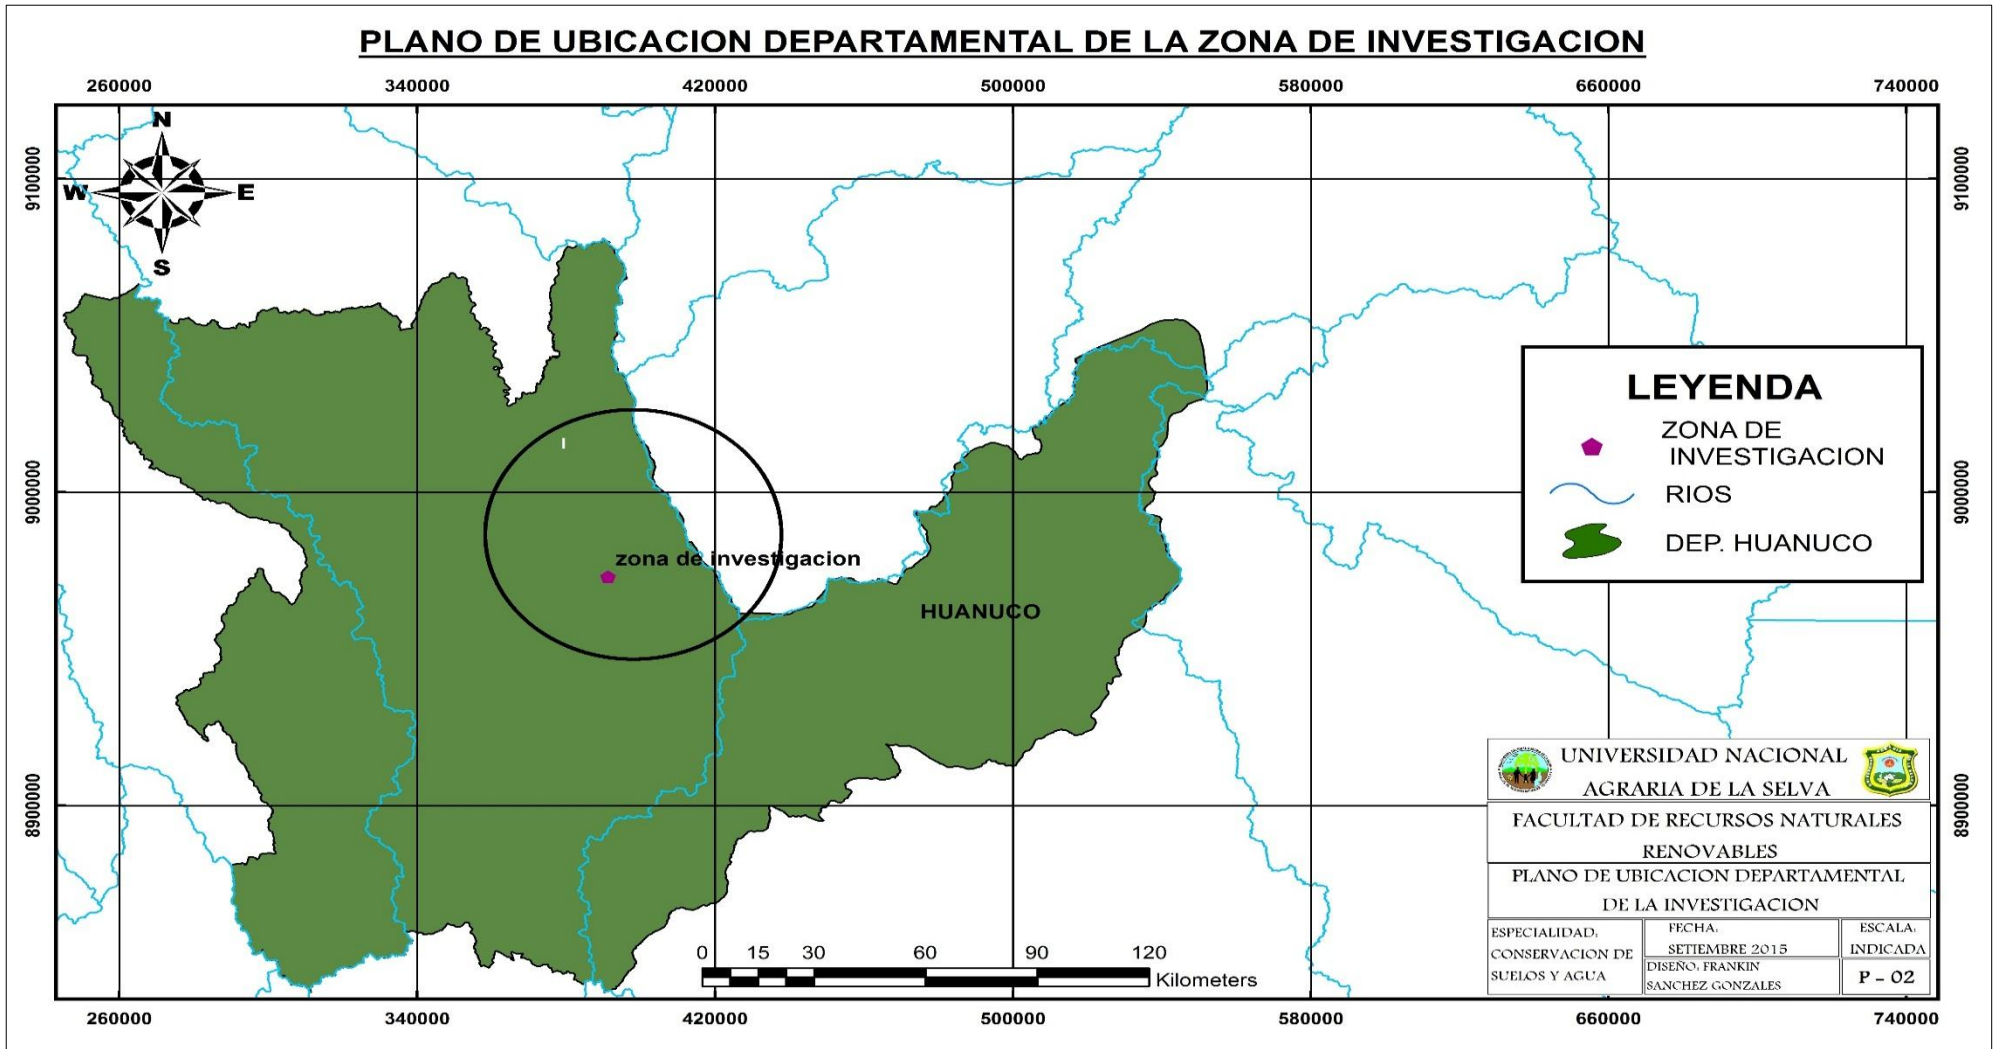 PLANO DE UBICACION DEPARTAMENTAL DE LA ZONA DE INVESTIGACION
260000 340000 420000 500000 580000 660000 740000
N
W E
S
9100000 9100000
9000000 9000000
8900000 8900000
zona de investigacion
HUANUCO
LEYENDA
ZONA DE
INVESTIGACION
RIOS
DEP. HUANUCO
0 15 30 60 90 120
Kilometers
UNIVERSIDAD NACIONAL
AGRARIA DE LA SELVA
FACULTAD DE RECURSOS NATURALES
RENOVABLES
PLANO DE UBICACION DEPARTAMENTAL
DE LA INVESTIGACION
ESPECIALIDAD:
CONSERVACION DE
SUELOS Y AGUA
FECHA:
SETIEMBRE 2015
DISEÑO: FRANKIN
SANCHEZ GONZALES
ESCALA:
INDICADA
P - 02
260000 340000 420000 500000 580000 660000 740000